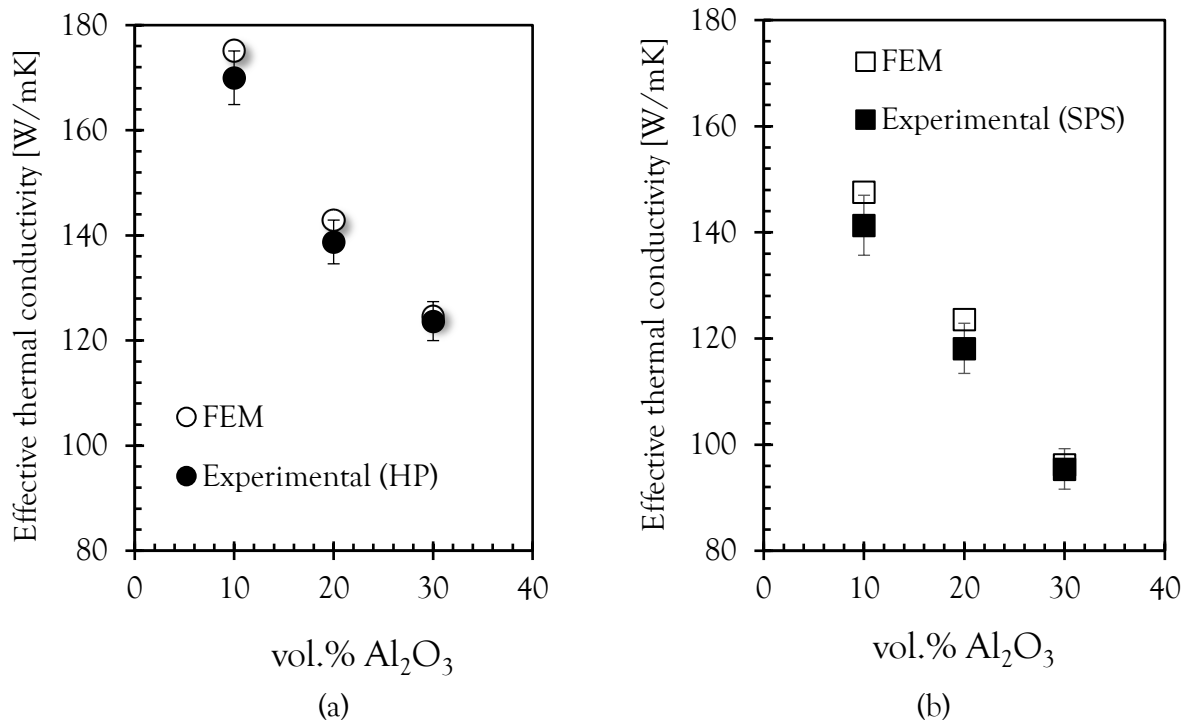 Effective thermal conductivity [W/mK]
180
160
140
120
100
80
FEM
Experimental (HP)
0 10 20 30 40
vol.% Al₂O₃
(a)
Effective thermal conductivity [W/mK]
180
160
140
120
100
80
FEM
Experimental (SPS)
0 10 20 30 40
vol.% Al₂O₃
(b)